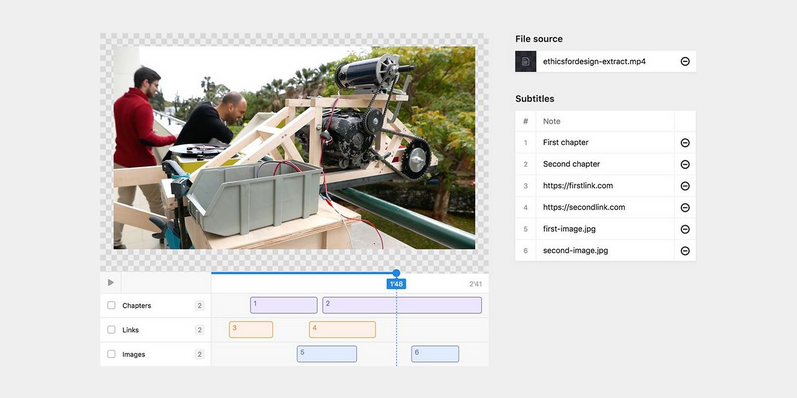 File source
ethicsfordesign-extract.mp4
Subtitles
# Note
1 First chapter
2 Second chapter
3 https://firstlink.com
4 https://secondlink.com
5 first-image.jpg
6 second-image.jpg
1'48 2'41
Chapters 2 1 2
Links 2 3 4
Images 2 5 6